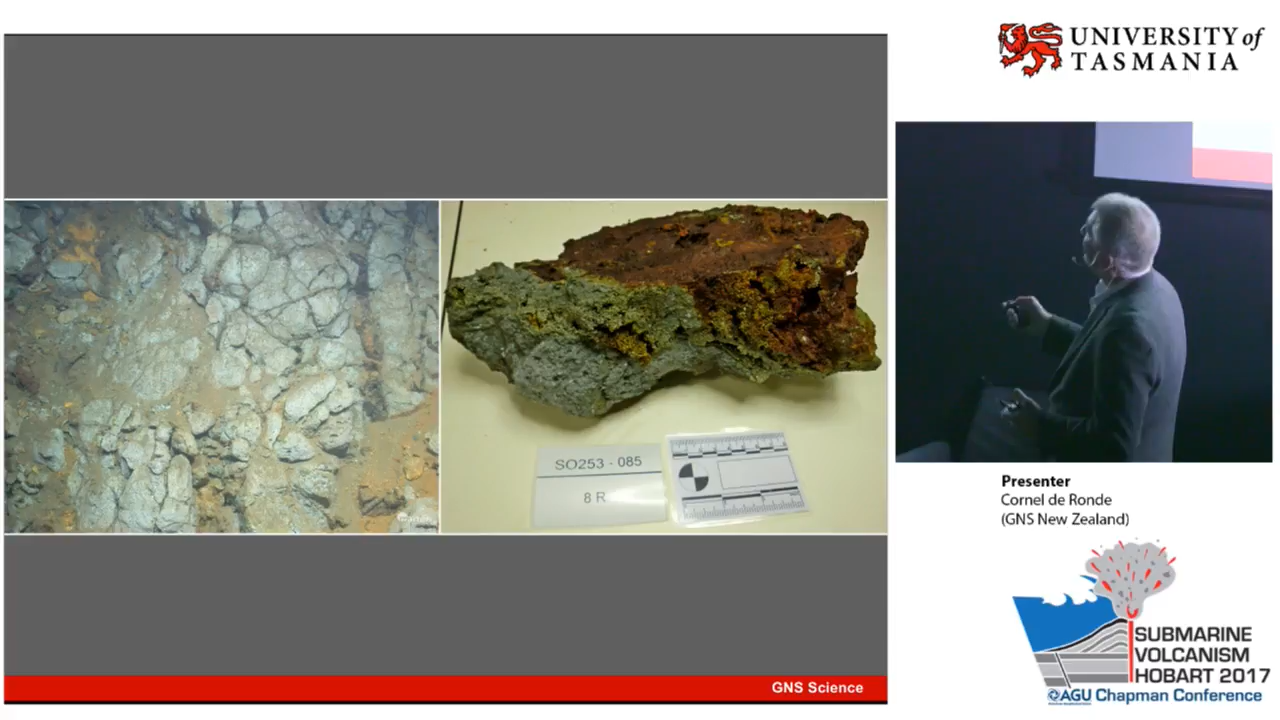 UNIVERSITY of
TASMANIA
SO253 - 085
8 R
GNS Science
Presenter
Cornel de Ronde
(GNS New Zealand)
SUBMARINE
VOLCANISM
HOBART 2017
AGU Chapman Conference